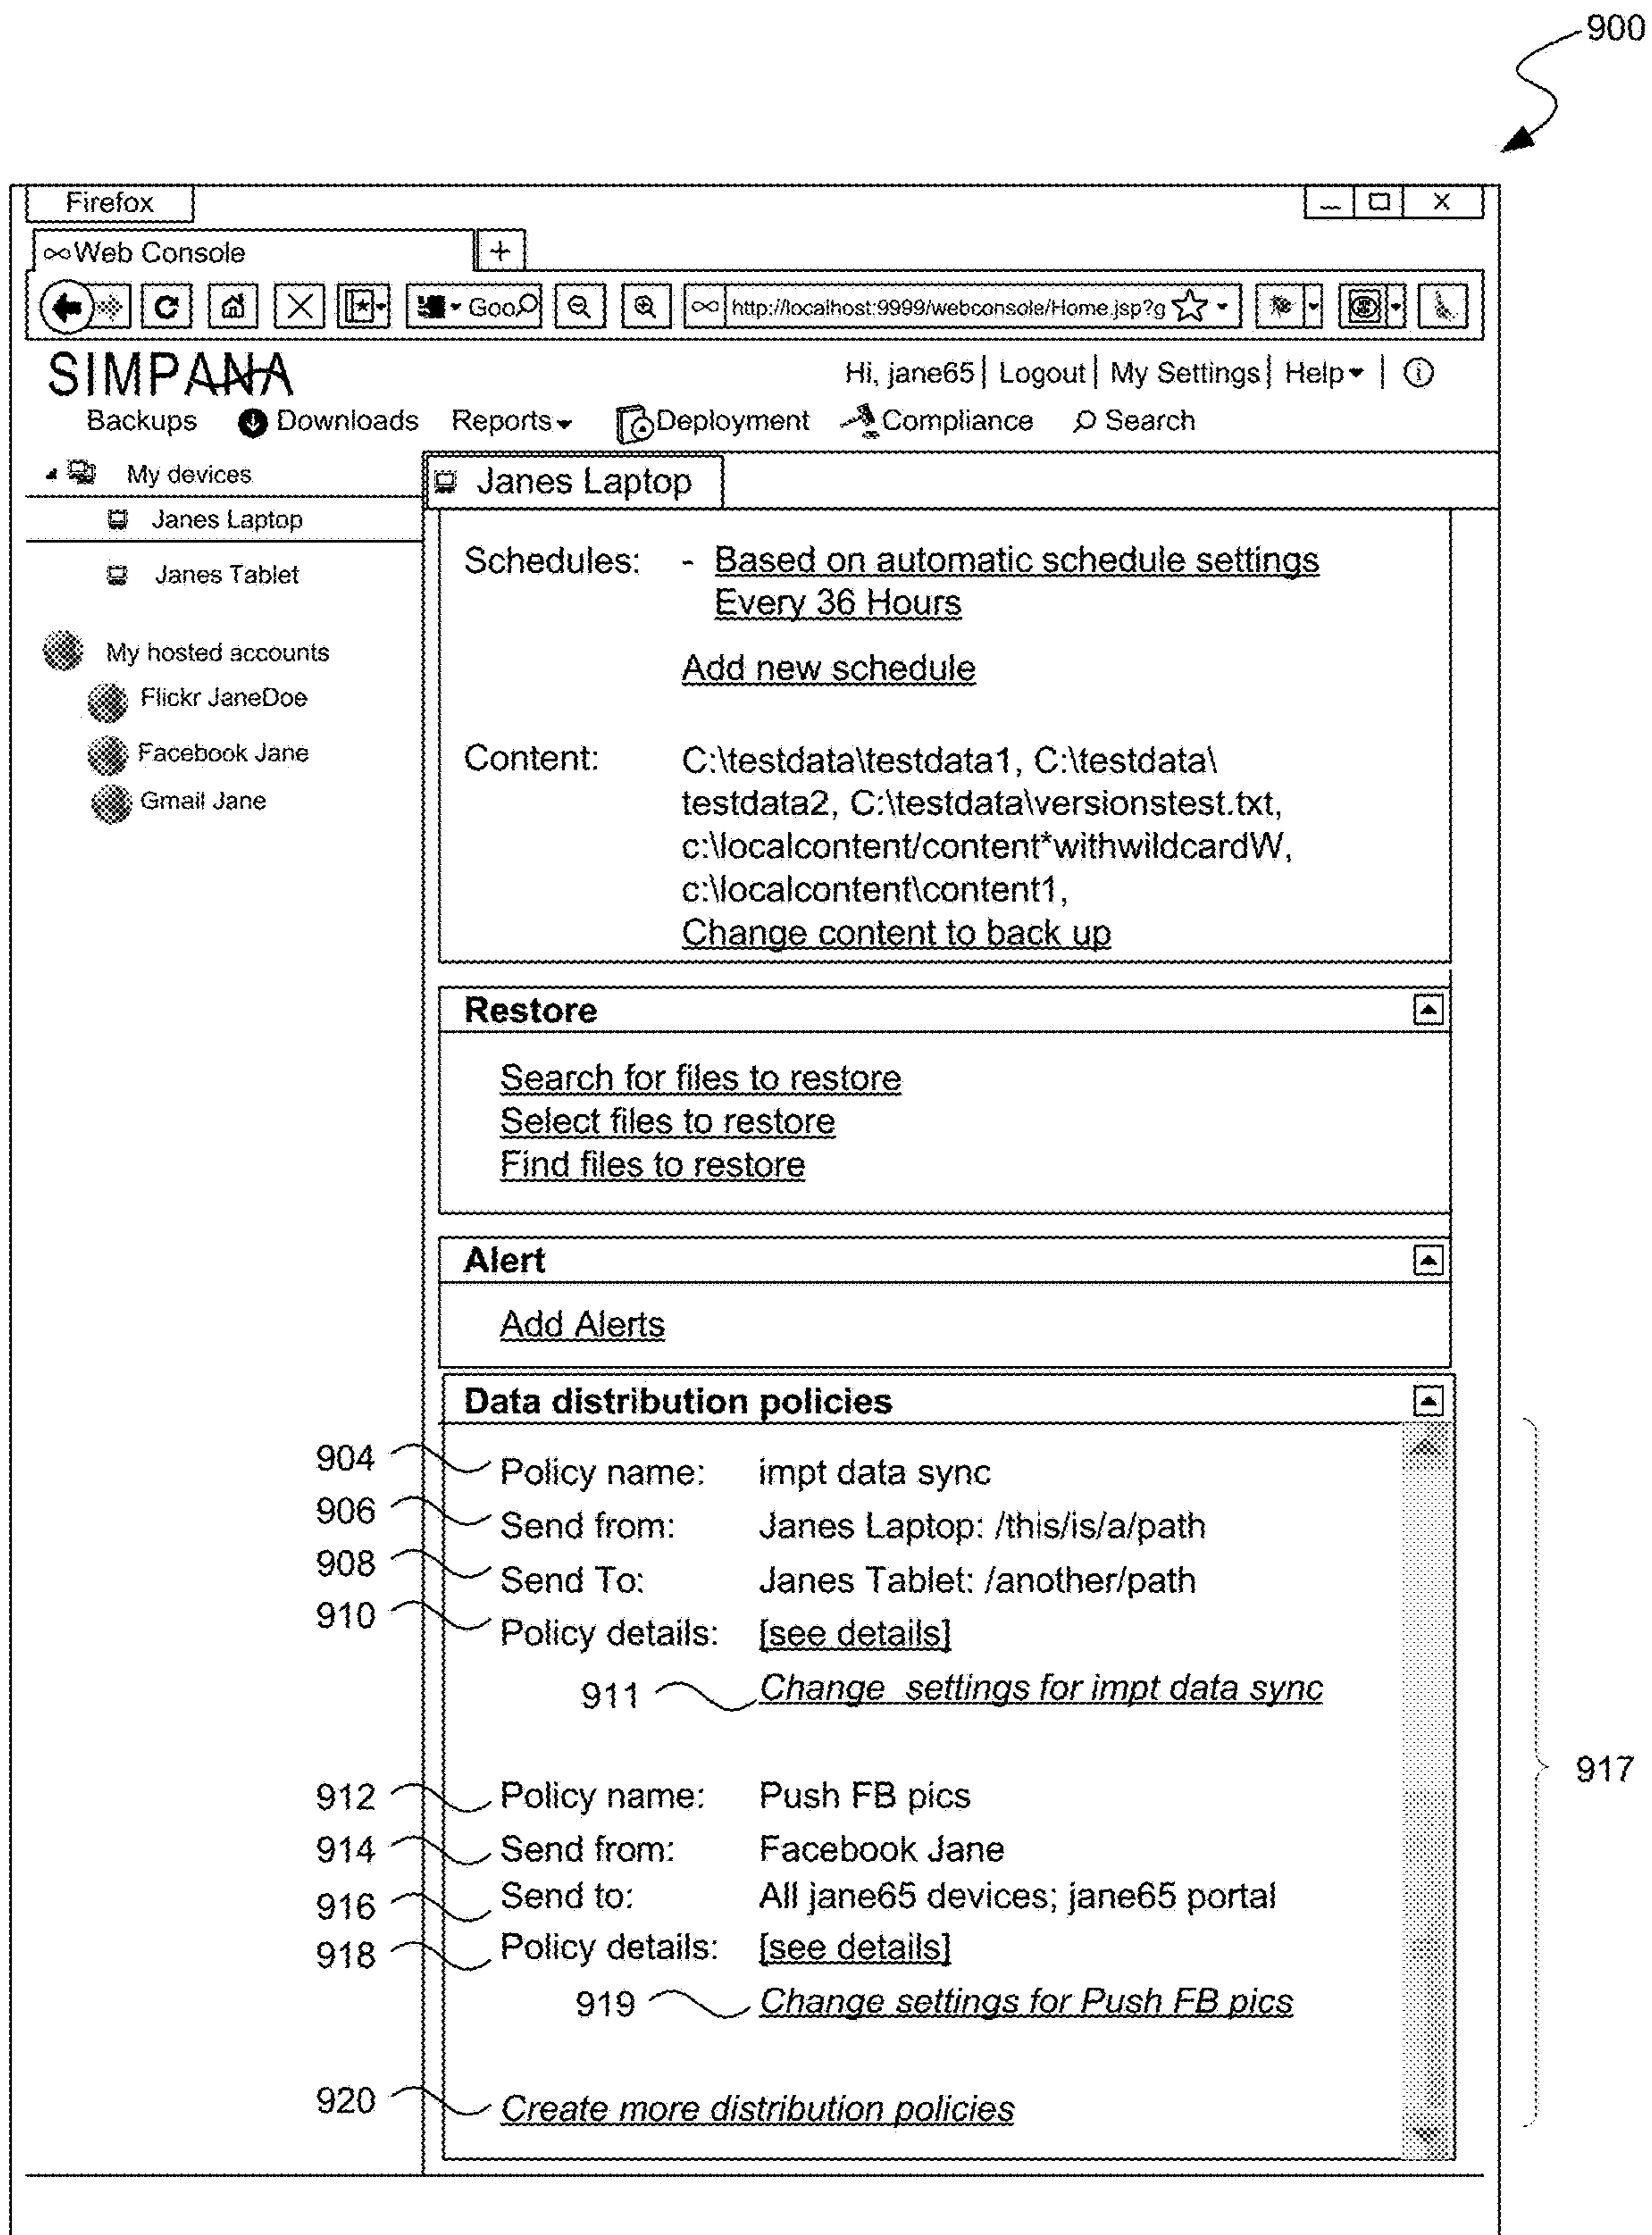 900
Firefox
Web Console
Goo
http://localhost:9999/webconsole/Home.jsp?g
SIMPANA
Hi, jane65| Logout| My Settings| Help |
Backups Downloads Reports Deployment Compliance Search
My devices
Janes Laptop
Janes Tablet
My hosted accounts
Flickr JaneDoe
Facebook Jane
Gmail Jane
Janes Laptop
Schedules: - Based on automatic schedule settings
Every 36 Hours
Add new schedule
Content: C:\testdata\testdata1, C:\testdata\
testdata2, C:\testdata\versionstest.txt,
c:\localcontent/content*withwildcardW,
c:\localcontent\content1,
Change content to back up
Restore
Search for files to restore
Select files to restore
Find files to restore
Alert
Add Alerts
Data distribution policies
904 Policy name: impt data sync
906 Send from: Janes Laptop: /this/is/a/path
908 Send To: Janes Tablet: /another/path
910 Policy details: [see details]
911 Change settings for impt data sync
917
912 Policy name: Push FB pics
914 Send from: Facebook Jane
916 Send to: All jane65 devices; jane65 portal
918 Policy details: [see details]
919 Change settings for Push FB pics
920 Create more distribution policies